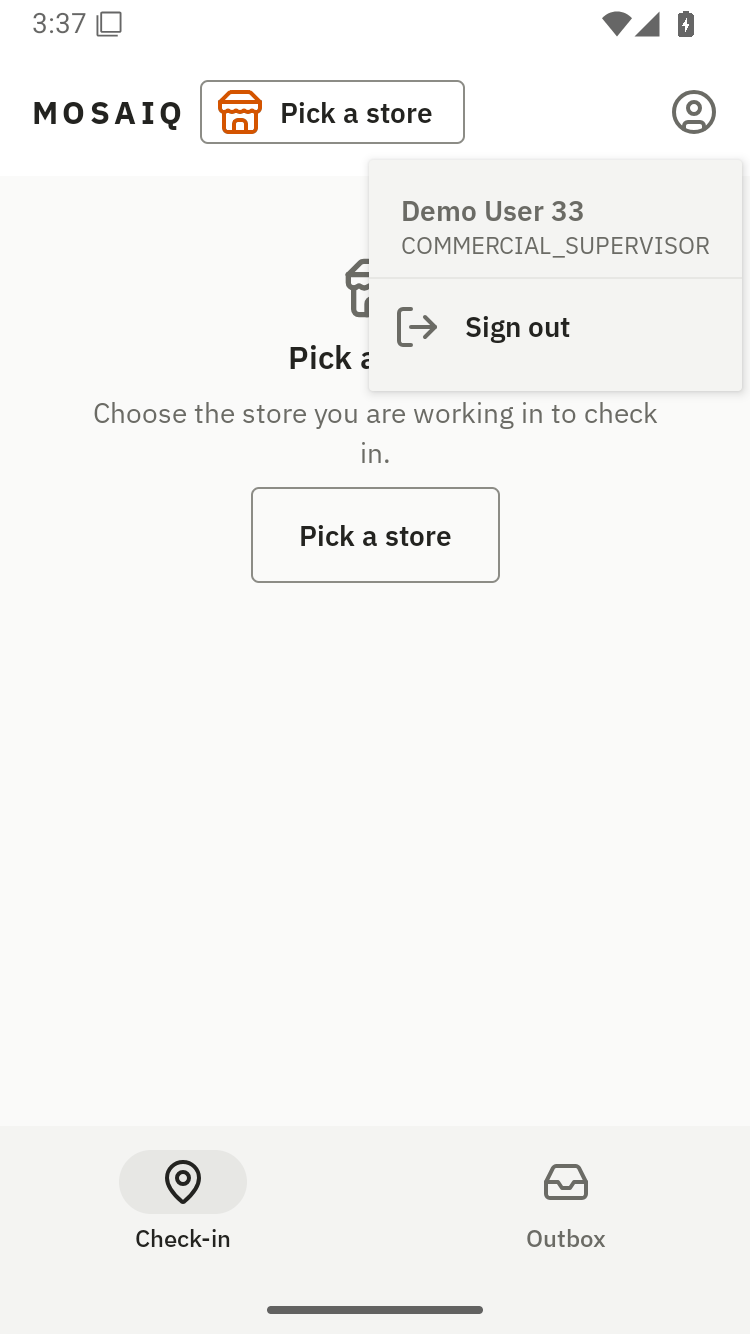 3:37
MOSAIQ
Pick a store
Demo User 33
COMMERCIAL_SUPERVISOR
Sign out
Pick a
Choose the store you are working in to check
in.
Pick a store
Check-in
Outbox